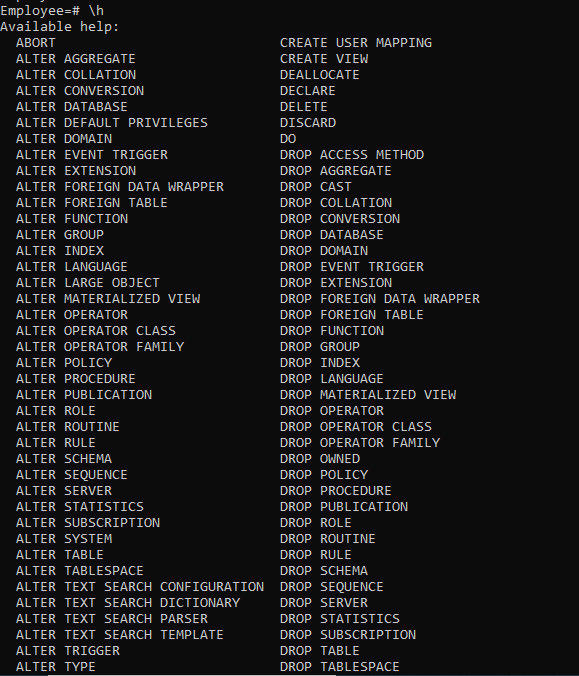 Employee=# \h
Available help:
ABORT CREATE USER MAPPING
ALTER AGGREGATE CREATE VIEW
ALTER COLLATION DEALLOCATE
ALTER CONVERSION DECLARE
ALTER DATABASE DELETE
ALTER DEFAULT PRIVILEGES DISCARD
ALTER DOMAIN DO
ALTER EVENT TRIGGER DROP ACCESS METHOD
ALTER EXTENSION DROP AGGREGATE
ALTER FOREIGN DATA WRAPPER DROP CAST
ALTER FOREIGN TABLE DROP COLLATION
ALTER FUNCTION DROP CONVERSION
ALTER GROUP DROP DATABASE
ALTER INDEX DROP DOMAIN
ALTER LANGUAGE DROP EVENT TRIGGER
ALTER LARGE OBJECT DROP EXTENSION
ALTER MATERIALIZED VIEW DROP FOREIGN DATA WRAPPER
ALTER OPERATOR DROP FOREIGN TABLE
ALTER OPERATOR CLASS DROP FUNCTION
ALTER OPERATOR FAMILY DROP GROUP
ALTER POLICY DROP INDEX
ALTER PROCEDURE DROP LANGUAGE
ALTER PUBLICATION DROP MATERIALIZED VIEW
ALTER ROLE DROP OPERATOR
ALTER ROUTINE DROP OPERATOR CLASS
ALTER RULE DROP OPERATOR FAMILY
ALTER SCHEMA DROP OWNED
ALTER SEQUENCE DROP POLICY
ALTER SERVER DROP PROCEDURE
ALTER STATISTICS DROP PUBLICATION
ALTER SUBSCRIPTION DROP ROLE
ALTER SYSTEM DROP ROUTINE
ALTER TABLE DROP RULE
ALTER TABLESPACE DROP SCHEMA
ALTER TEXT SEARCH CONFIGURATION DROP SEQUENCE
ALTER TEXT SEARCH DICTIONARY DROP SERVER
ALTER TEXT SEARCH PARSER DROP STATISTICS
ALTER TEXT SEARCH TEMPLATE DROP SUBSCRIPTION
ALTER TRIGGER DROP TABLE
ALTER TYPE DROP TABLESPACE